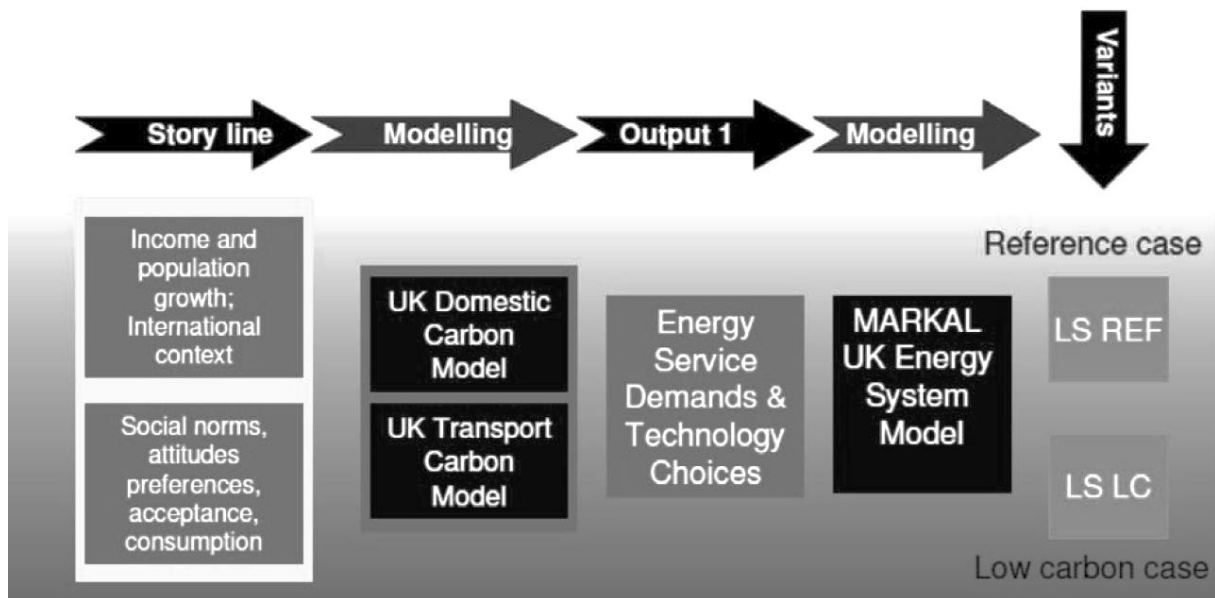 Story line
Modelling
Output 1
Modelling
Variants
Income and
population
growth;
International
context
Social norms,
attitudes
preferences,
acceptance,
consumption
UK Domestic
Carbon
Model
UK Transport
Carbon
Model
Energy
Service
Demands &
Technology
Choices
MARKAL
UK Energy
System
Model
Reference case
LS REF
LS LC
Low carbon case